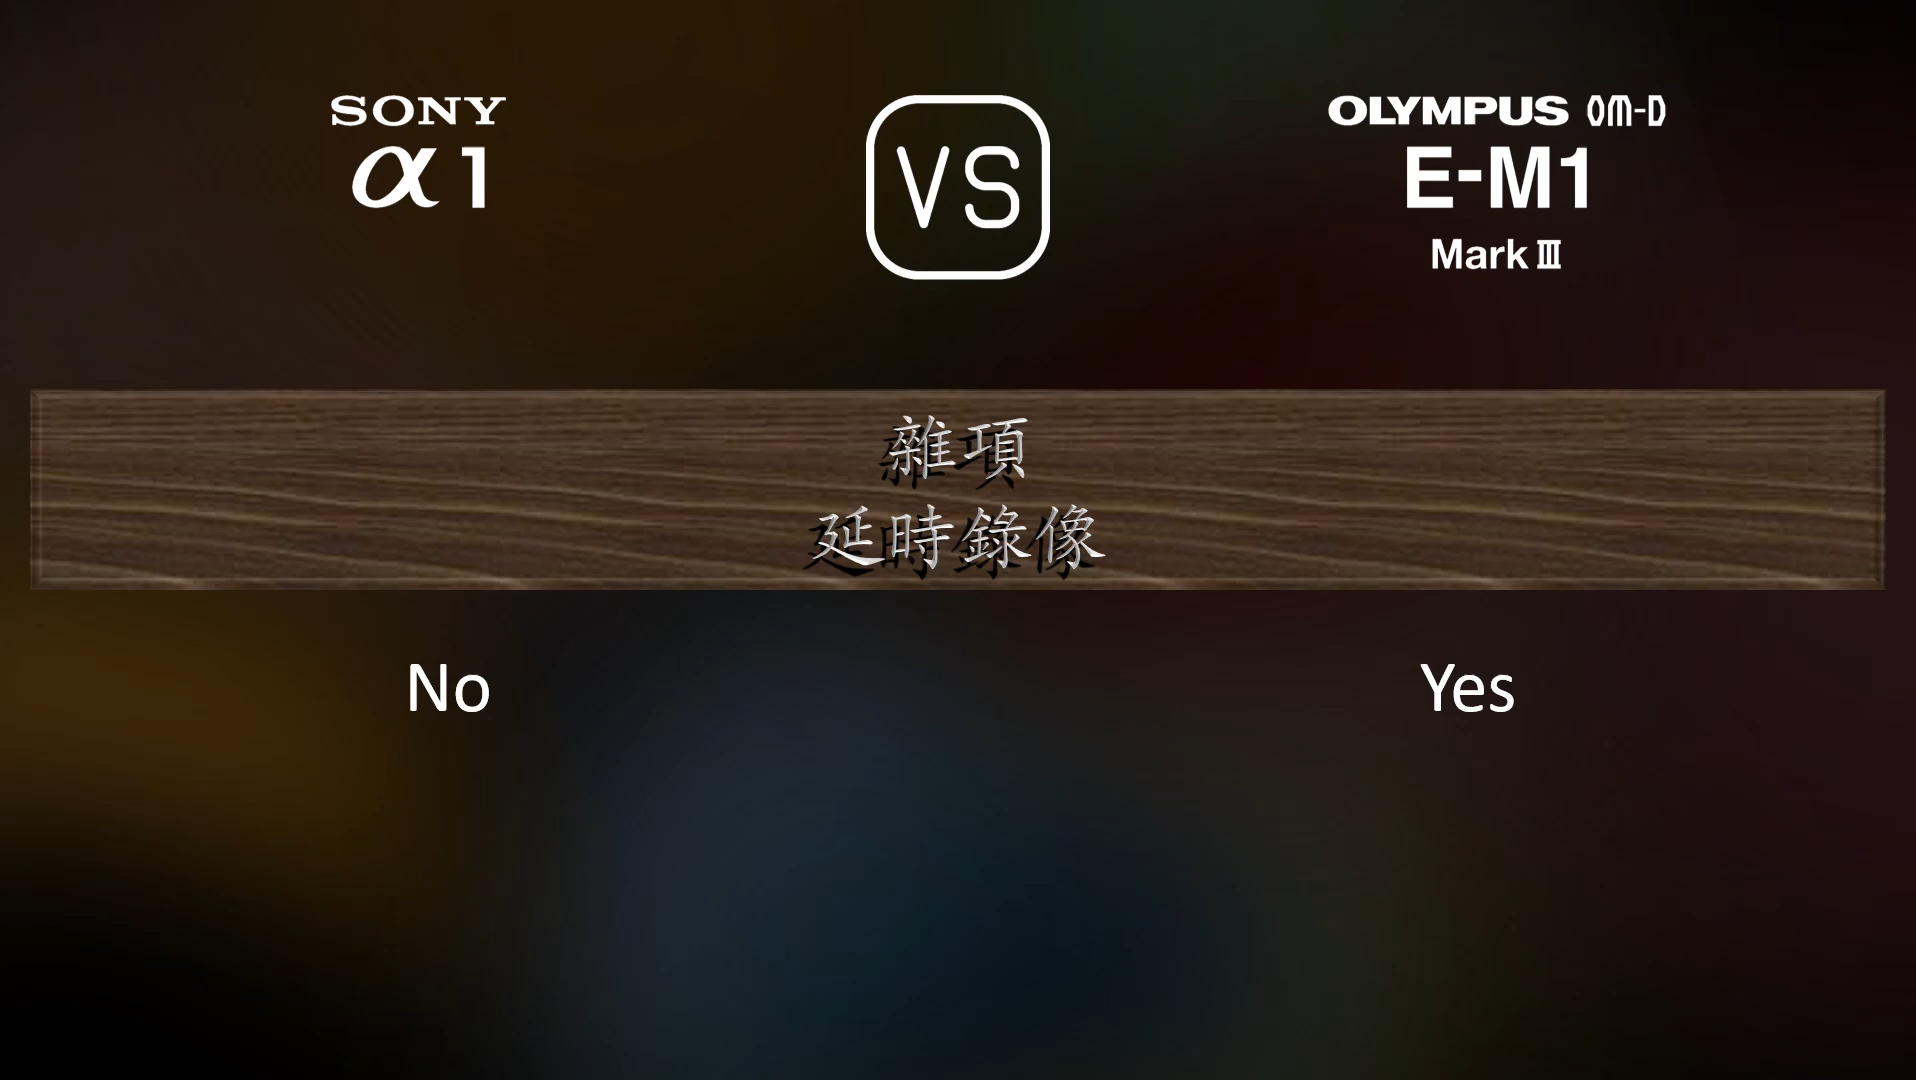 SONY
α1
VS
OLYMPUS OM-D
E-M1
Mark III
雜項
延時錄像
No
Yes